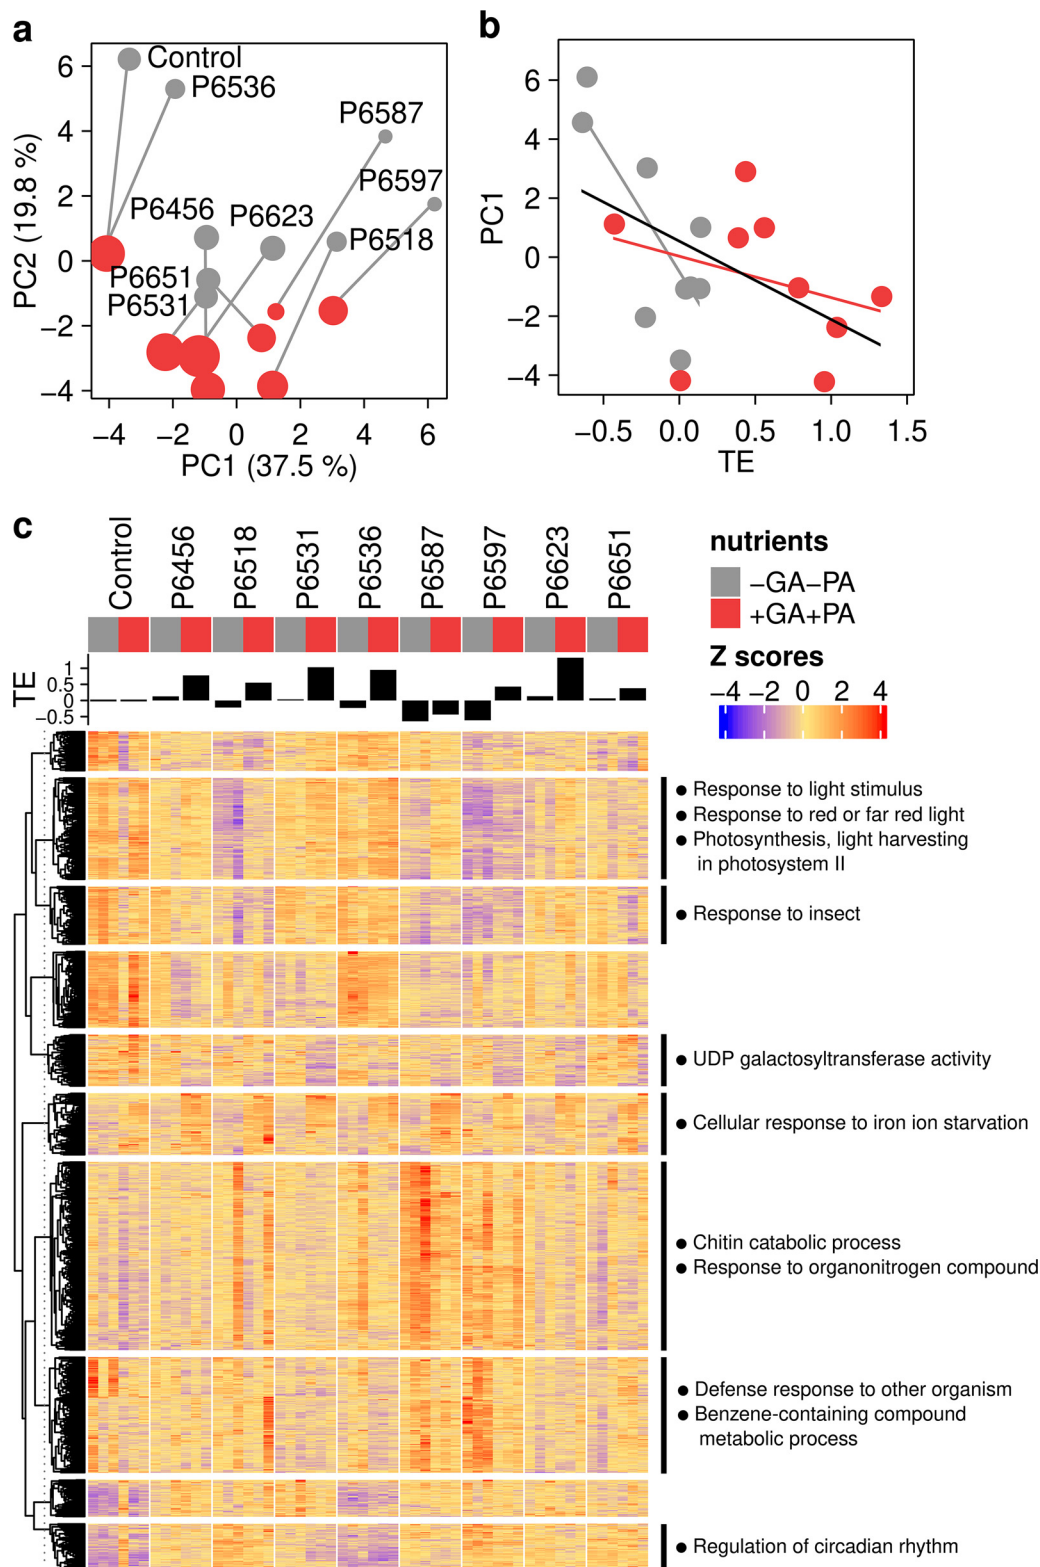 a
Control
P6536
P6587
P6597
P6456
P6623
P6518
P6651
P6531
6
4
2
0
−2
−4
PC2 (19.8 %)
−4 −2 0 2 4 6
PC1 (37.5 %)
b
6
4
2
0
−2
−4
PC1
−0.5 0.0 0.5 1.0 1.5
TE
c
Control P6456 P6518 P6531 P6536 P6587 P6597 P6623 P6651
nutrients
−GA−PA
+GA+PA
Z scores
−4 −2 0 2 4
TE
1
0.5
0
−0.5
● Response to light stimulus
● Response to red or far red light
● Photosynthesis, light harvesting
in photosystem II
● Response to insect
● UDP galactosyltransferase activity
● Cellular response to iron ion starvation
● Chitin catabolic process
● Response to organonitrogen compound
● Defense response to other organism
● Benzene-containing compound
metabolic process
● Regulation of circadian rhythm